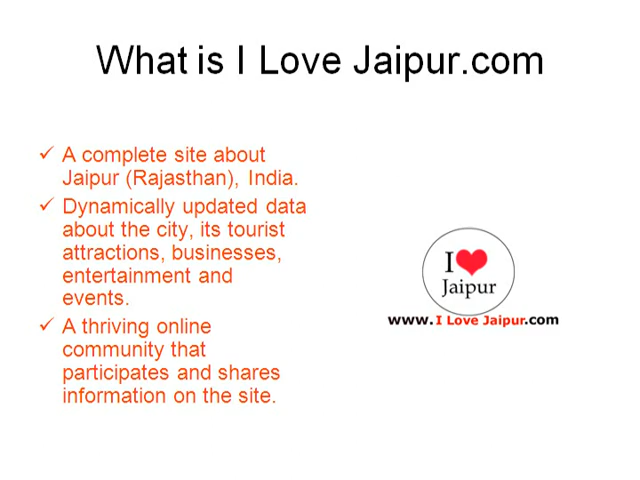 What is I Love Jaipur.com
A complete site about
Jaipur (Rajasthan), India.
Dynamically updated data
about the city, its tourist
attractions, businesses,
entertainment and
events.
A thriving online
community that
participates and shares
information on the site.
I
Jaipur
www.I Love Jaipur.com